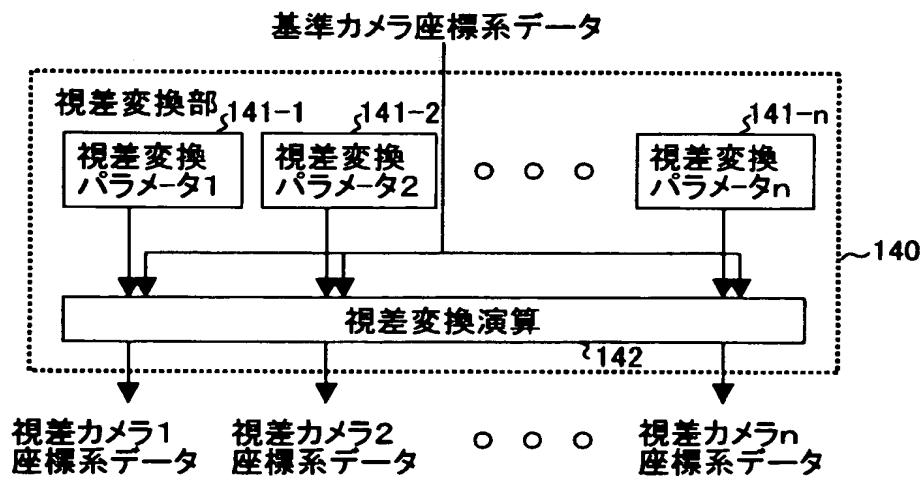 基準カメラ座標系データ
視差変換部
141-1
141-2
141-n
視差変換
パラメータ1
視差変換
パラメータ2
視差変換
パラメータn
140
視差変換演算
142
視差カメラ1
座標系データ
視差カメラ2
座標系データ
視差カメラn
座標系データ